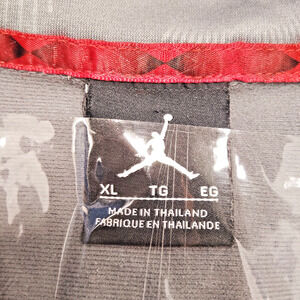 XL TG EG
MADE IN THAILAND
FABRIQUE EN THAILANDE